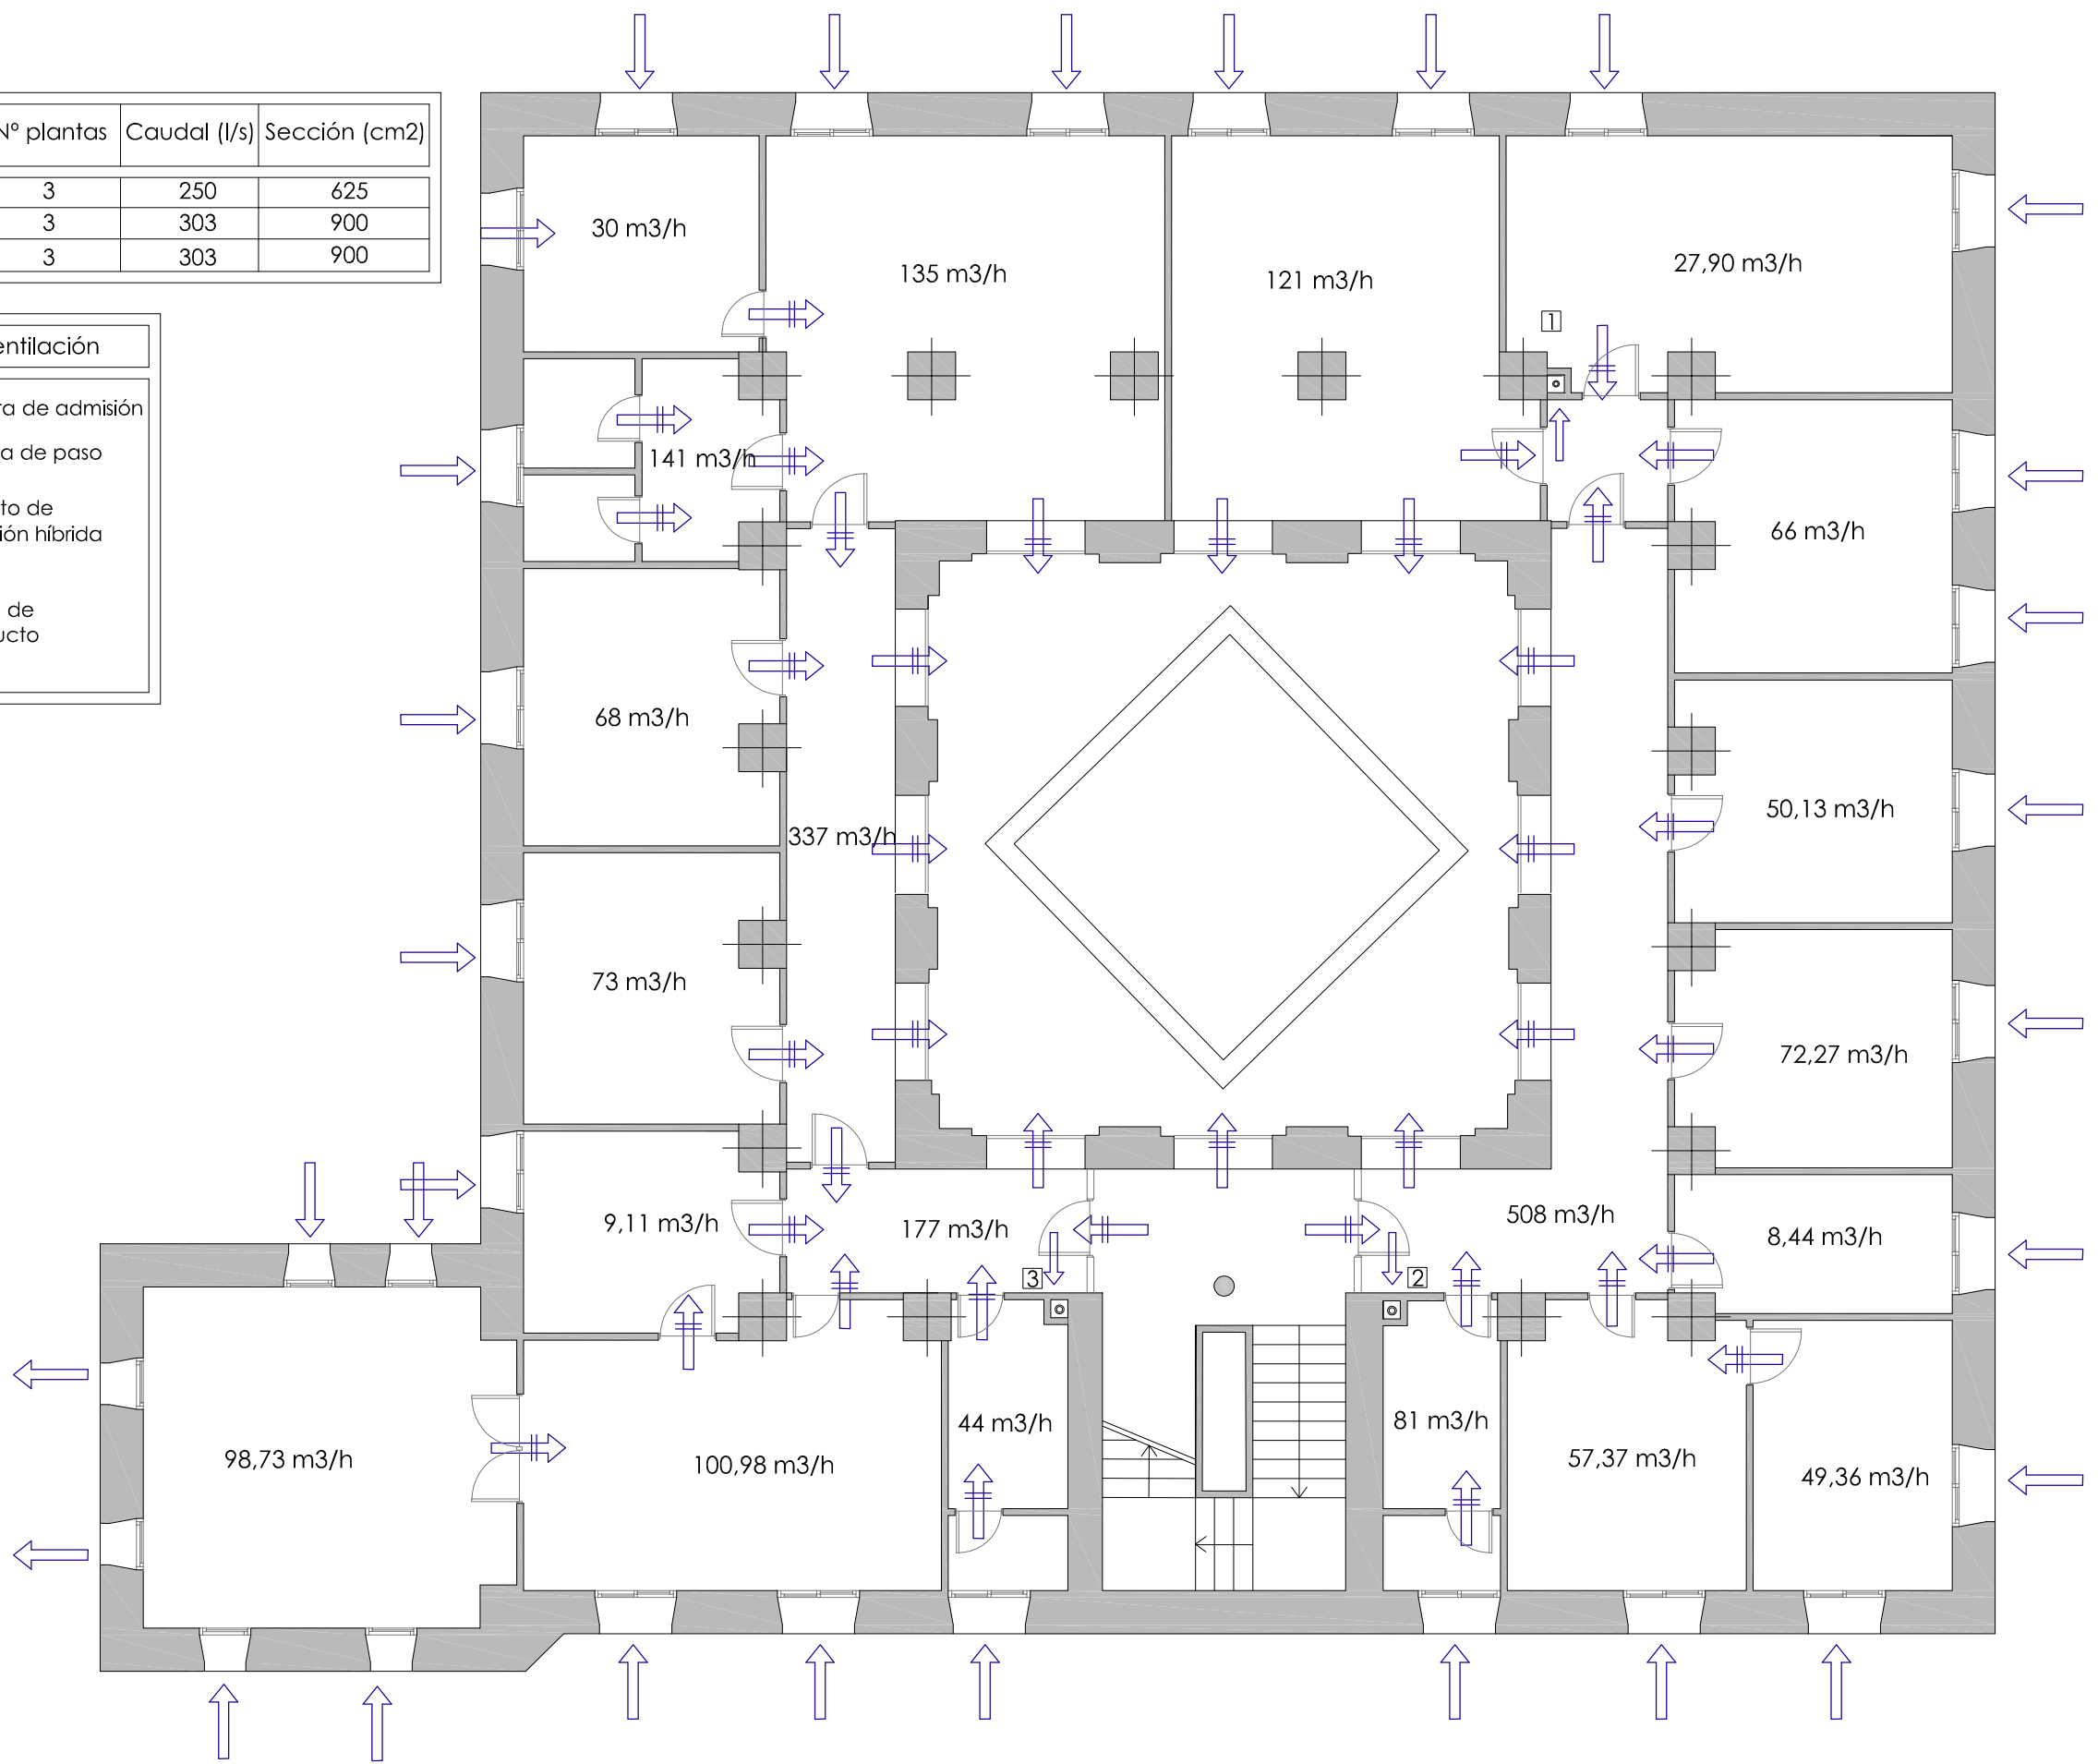 Nº plantas Caudal (l/s) Sección (cm2)
3 250 625
3 303 900
3 303 900
entilación
ra de admisión
a de paso
to de
ión híbrida
de
ucto
30 m3/h
135 m3/h
121 m3/h
27,90 m3/h
1
141 m3/h
66 m3/h
68 m3/h
337 m3/h
50,13 m3/h
73 m3/h
72,27 m3/h
9,11 m3/h
177 m3/h
508 m3/h
8,44 m3/h
3
2
98,73 m3/h
100,98 m3/h
44 m3/h
81 m3/h
57,37 m3/h
49,36 m3/h